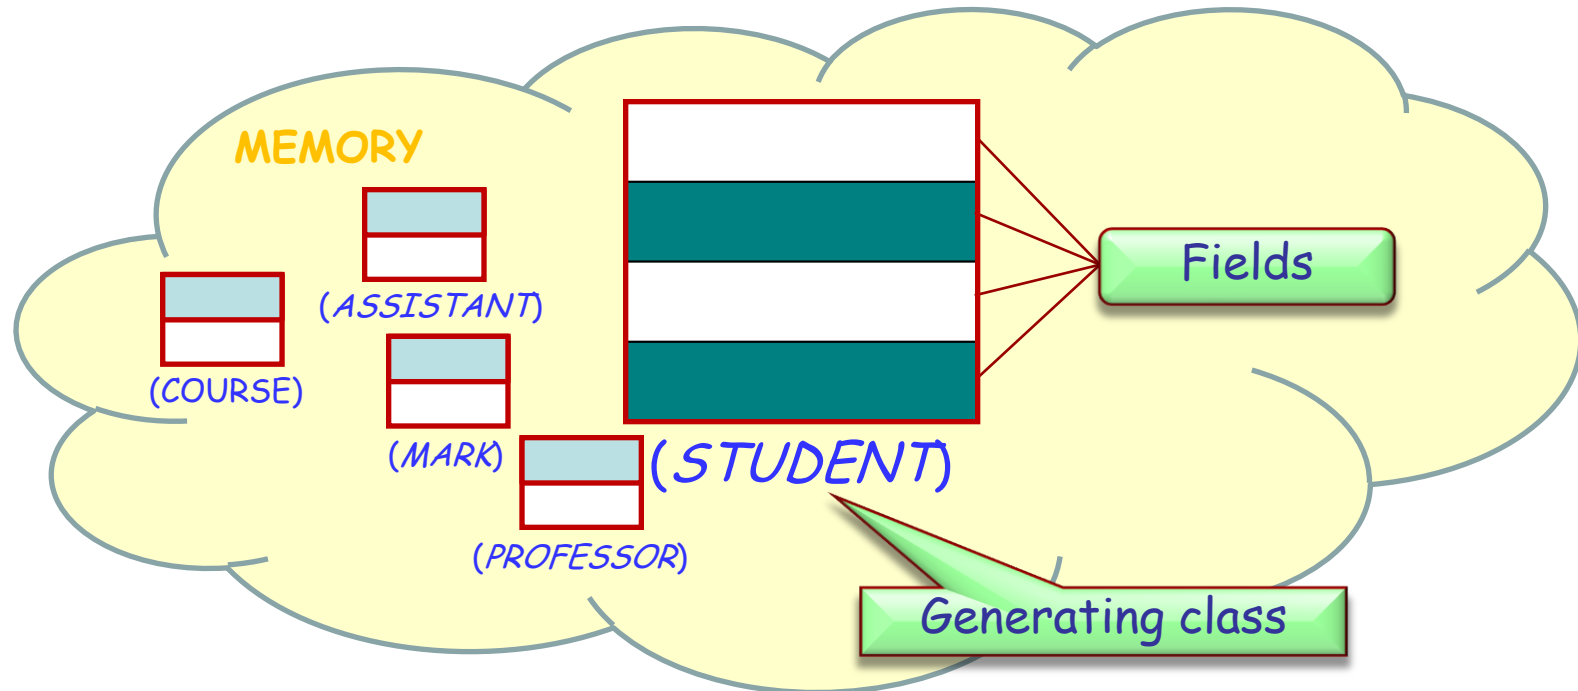 MEMORY
(ASSISTANT)
Fields
(COURSE)
(MARK)
(STUDENT)
(PROFESSOR)
Generating class